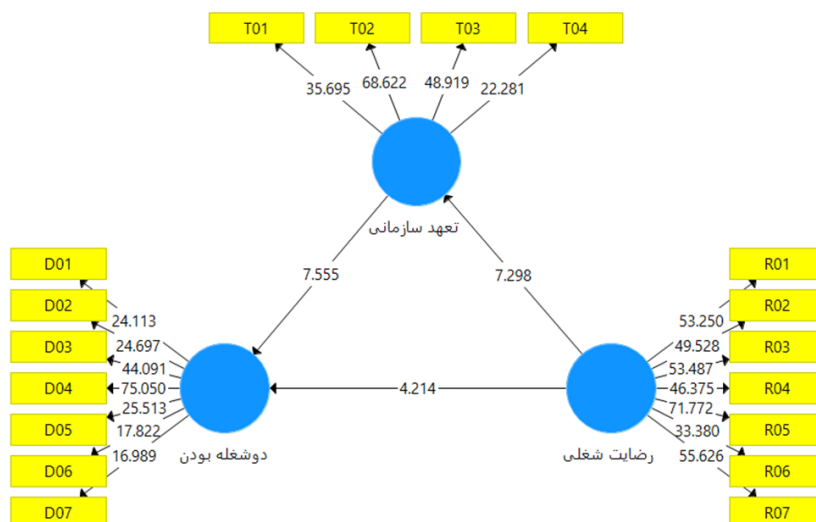 T01 T02 T03 T04
35.695 68.622 48.919 22.281
تعهد سازمانی
7.555 7.298
D01
D02
D03
D04
D05
D06
D07
24.113
24.697
44.091
75.050
25.513
17.822
16.989
دوشغله بودن
4.214
رضایت شغلی
53.250
49.528
53.487
46.375
71.772
33.380
55.626
R01
R02
R03
R04
R05
R06
R07